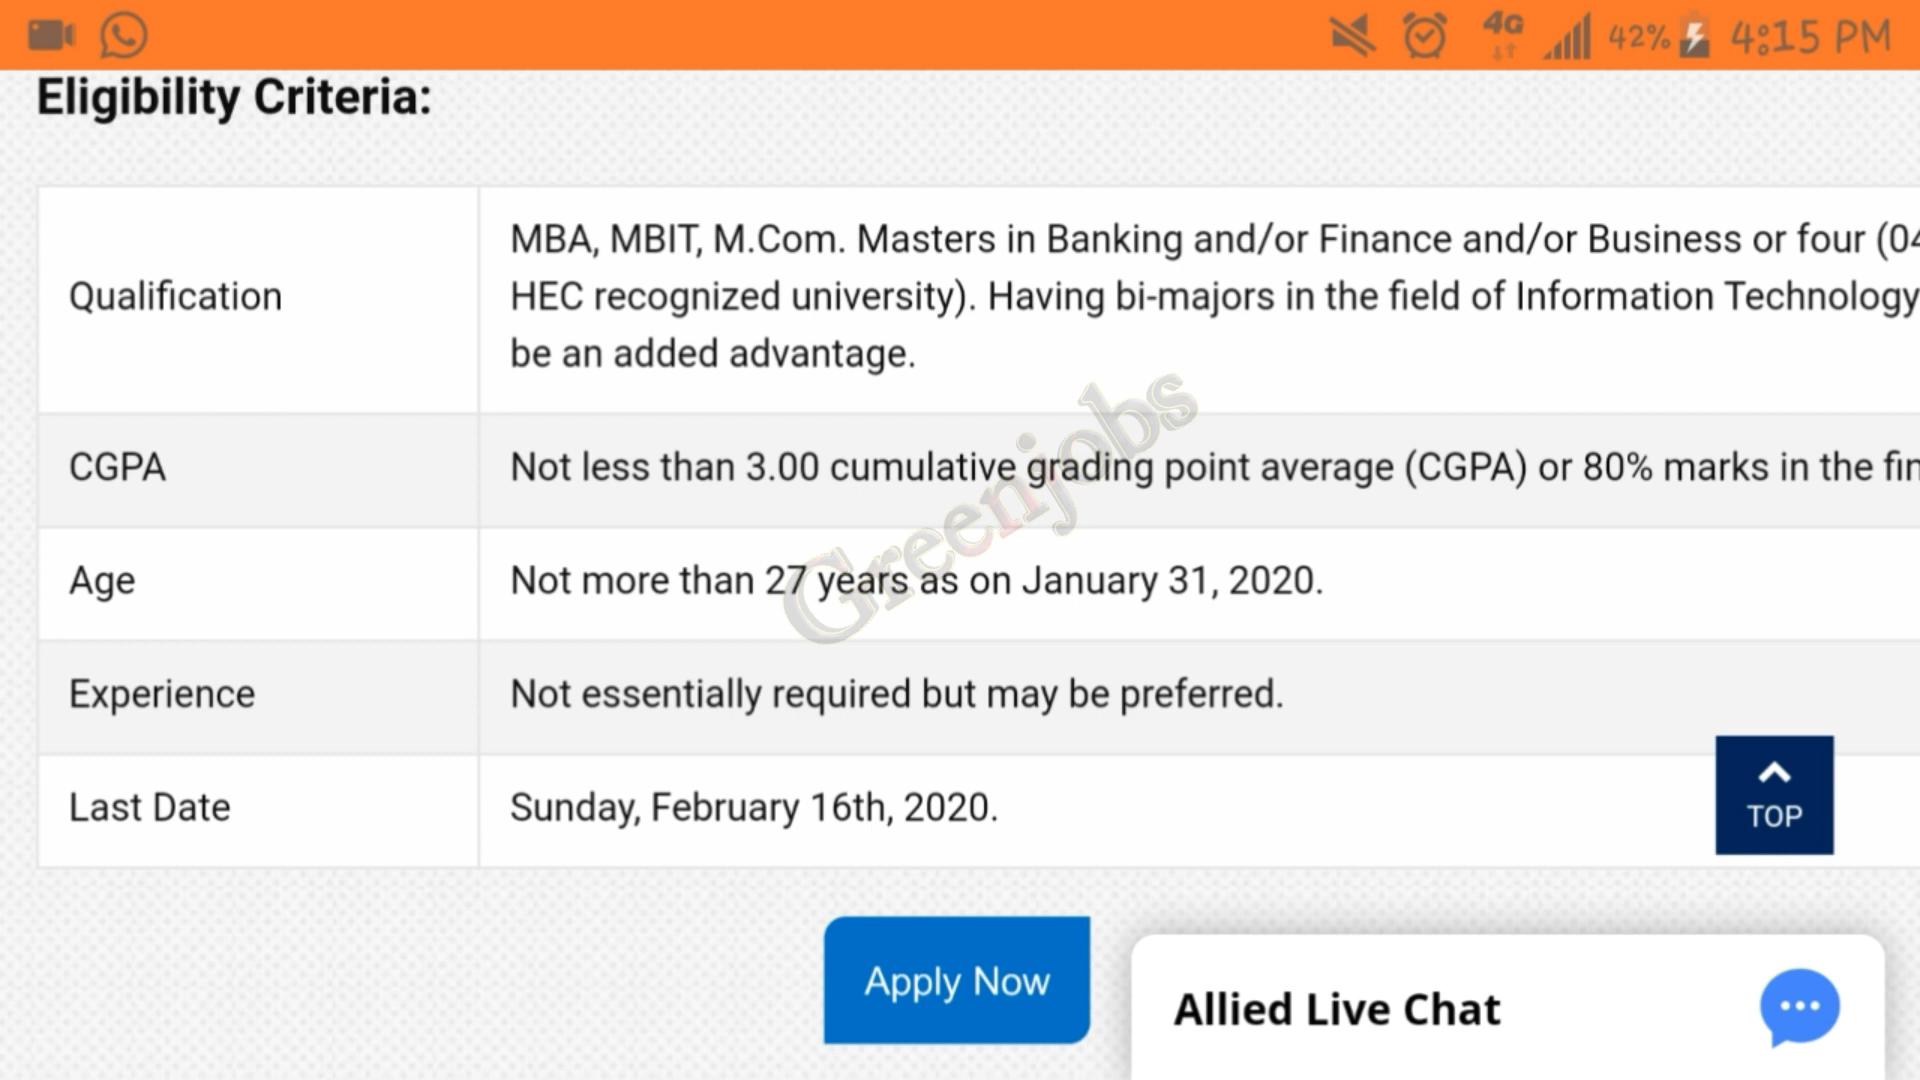 4G 42% 4:15 PM
Eligibility Criteria:
Qualification
MBA, MBIT, M.Com. Masters in Banking and/or Finance and/or Business or four (04
HEC recognized university). Having bi-majors in the field of Information Technology
be an added advantage.
CGPA
Not less than 3.00 cumulative grading point average (CGPA) or 80% marks in the fin
Age
Not more than 27 years as on January 31, 2020.
Experience
Not essentially required but may be preferred.
Last Date
Sunday, February 16th, 2020.
Greenjobs
TOP
Apply Now
Allied Live Chat